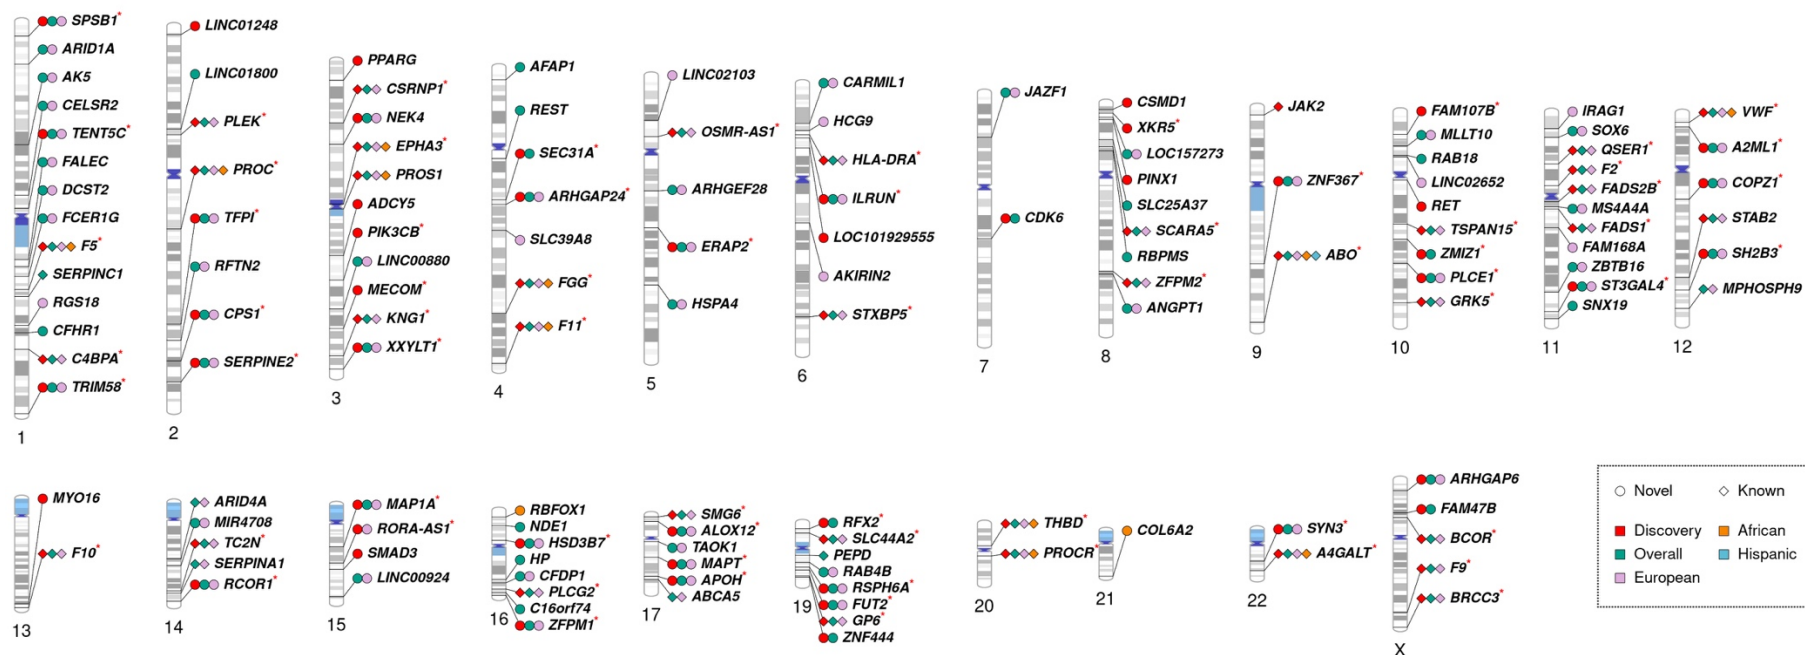 SPSB1*
ARID1A
AK5
CELSR2
TENT5C*
FALEC
DCST2
FCER1G
F5*
SERPINC1
RGS18
CFHR1
C4BPA*
TRIM58*
1
LINC01248
LINC01800
PLEK*
PROC*
TFPI*
RFTN2
CPS1*
SERPINE2*
2
PPARG
CSRNP1*
NEK4
EPHA3*
PROS1
ADCY5
PIK3CB*
LINC00880
MECOM*
KNG1*
XXYLT1*
3
AFAP1
REST
SEC31A*
ARHGAP24*
SLC39A8
FGG*
F11*
4
LINC02103
OSMR-AS1*
ARHGEF28
ERAP2*
HSPA4
5
CARMIL1
HCG9
HLA-DRA*
ILRUN*
LOC101929555
AKIRIN2
STXBP5*
6
JAZF1
CDK6
7
CSMD1
XKR5*
LOC157273
PINX1
SLC25A37
SCARA5*
RBPMS
ZFPM2*
ANGPT1
8
JAK2
ZNF367*
ABO*
9
FAM107B*
MLLT10
RAB18
LINC02652
RET
TSPAN15*
ZMIZ1*
PLCE1*
GRK5*
10
IRAG1
SOX6
QSER1*
F2*
FADS2B*
MS4A4A
FADS1*
FAM168A
ZBTB16
ST3GAL4*
SNX19
11
VWF*
A2ML1*
COPZ1*
STAB2
SH2B3*
MPHOSPH9
12
MYO16
F10*
13
ARID4A
MIR4708
TC2N*
SERPINA1
RCOR1*
14
MAP1A*
RORA-AS1*
SMAD3
LINC00924
15
RBFOX1
NDE1
HSD3B7*
HP
CFDP1
PLCG2*
C16orf74
ZFPM1*
16
SMG6*
ALOX12*
TAOK1
MAPT*
APOH*
ABCA5
17
RFX2*
SLC44A2*
PEPD
RAB4B
RSPH6A*
FUT2*
GP6*
ZNF444
19
THBD*
PROCR*
20
COL6A2
21
SYN3*
A4GALT*
22
ARHGAP6
FAM47B
BCOR*
F9*
BRCC3*
X
Novel
Known
Discovery
African
Overall
Hispanic
European